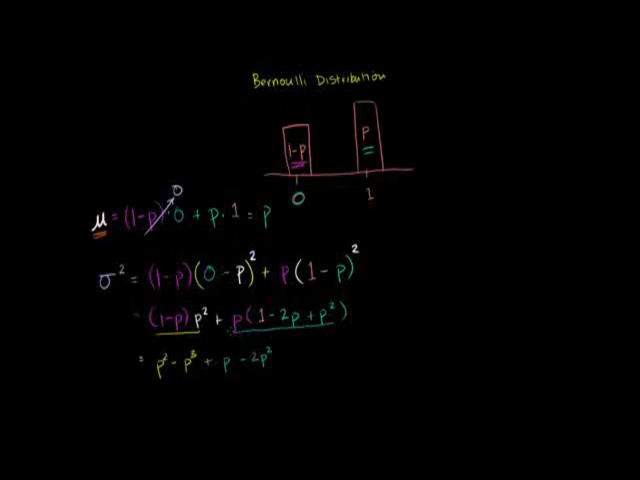 Bernoulli Distribution
1-p
p
0
1
0
μ = (1-p)·0 + p·1 = p
σ² = (1-p)(0-p)² + p(1-p)²
= (1-p)p² + p(1-2p+p²)
= p² - p³ + p - 2p²